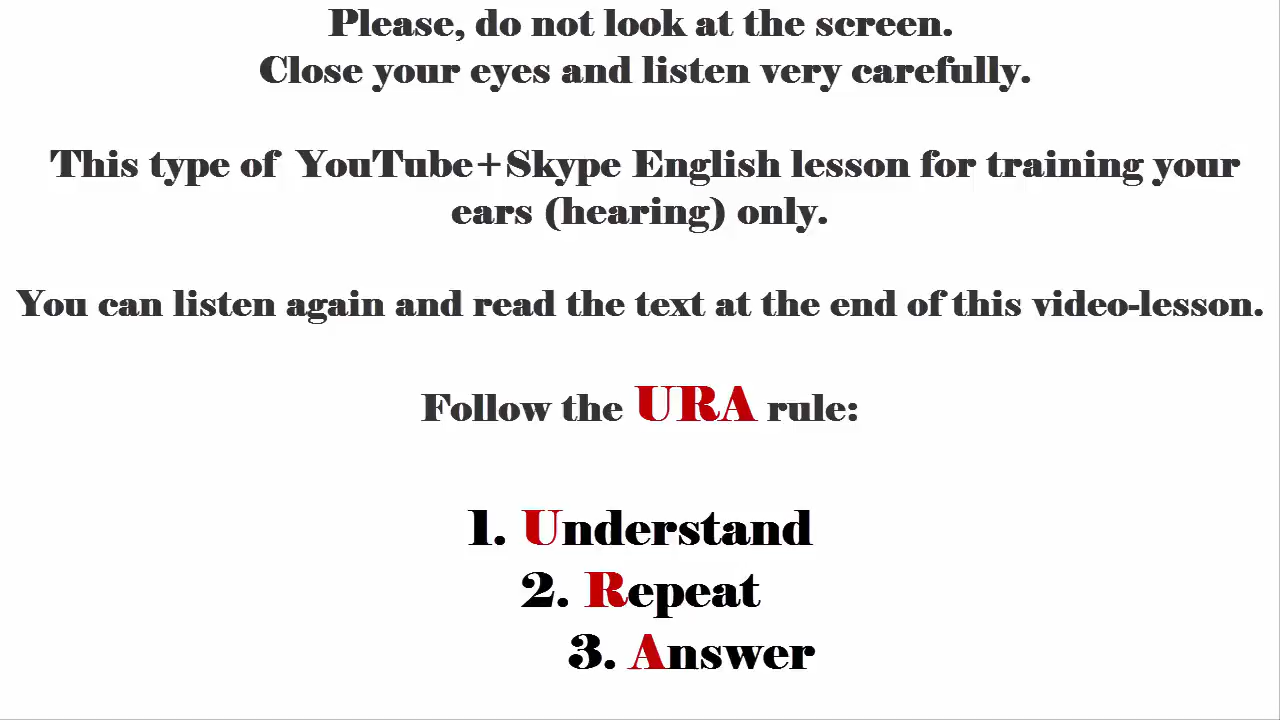 Please, do not look at the screen.
Close your eyes and listen very carefully.
This type of YouTube+Skype English lesson for training your
ears (hearing) only.
You can listen again and read the text at the end of this video-lesson.
Follow the URA rule:
1. Understand
2. Repeat
3. Answer